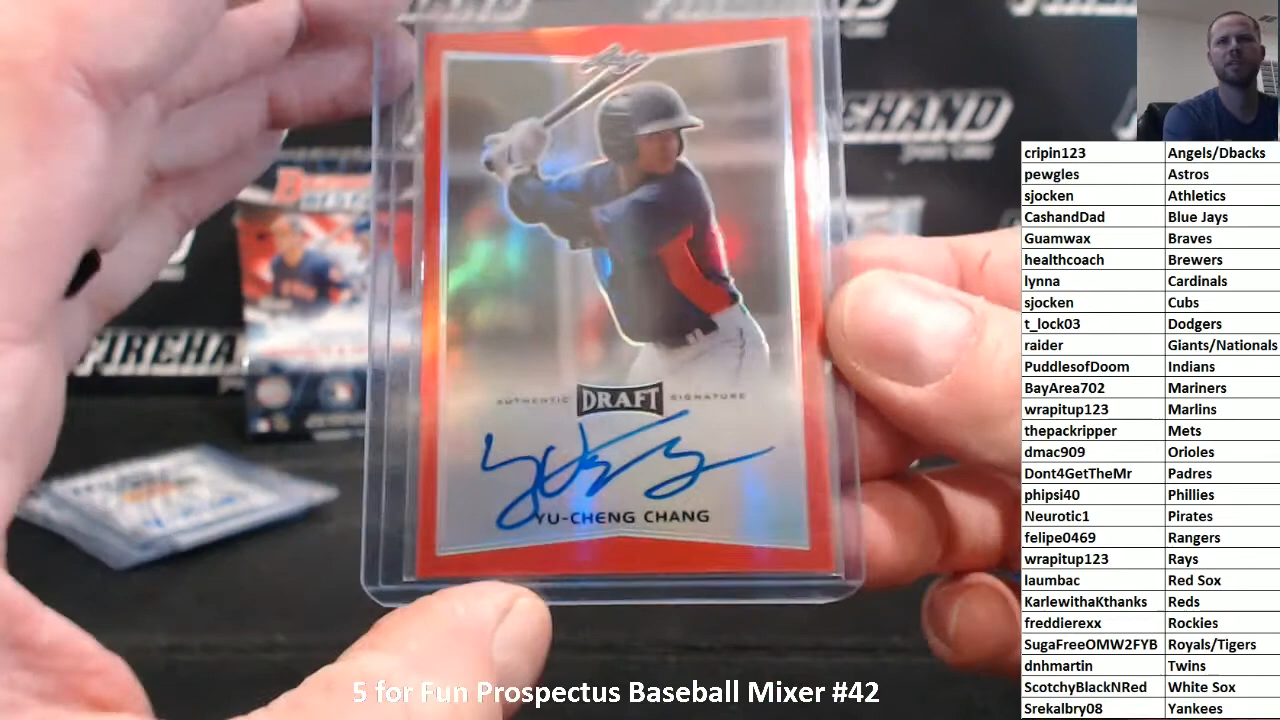 Leaf
AUTHENTIC DRAFT SIGNATURE
YU-CHENG CHANG
FIREHAND
EHAND
5 for Fun Prospectus Baseball Mixer #42
cripin123 Angels/Dbacks
pewgles Astros
sjocken Athletics
CashandDad Blue Jays
Guamwax Braves
healthcoach Brewers
lynna Cardinals
sjocken Cubs
t_lock03 Dodgers
raider Giants/Nationals
PuddlesofDoom Indians
BayArea702 Mariners
wrapitup123 Marlins
thepackripper Mets
dmac909 Orioles
Dont4GetTheMr Padres
phipsi40 Phillies
Neurotic1 Pirates
felipe0469 Rangers
wrapitup123 Rays
laumbac Red Sox
KarlewithaKthanks Reds
freddierexx Rockies
SugaFreeOMW2FYB Royals/Tigers
dnhmartin Twins
ScotchyBlackNRed White Sox
Srekalbry08 Yankees